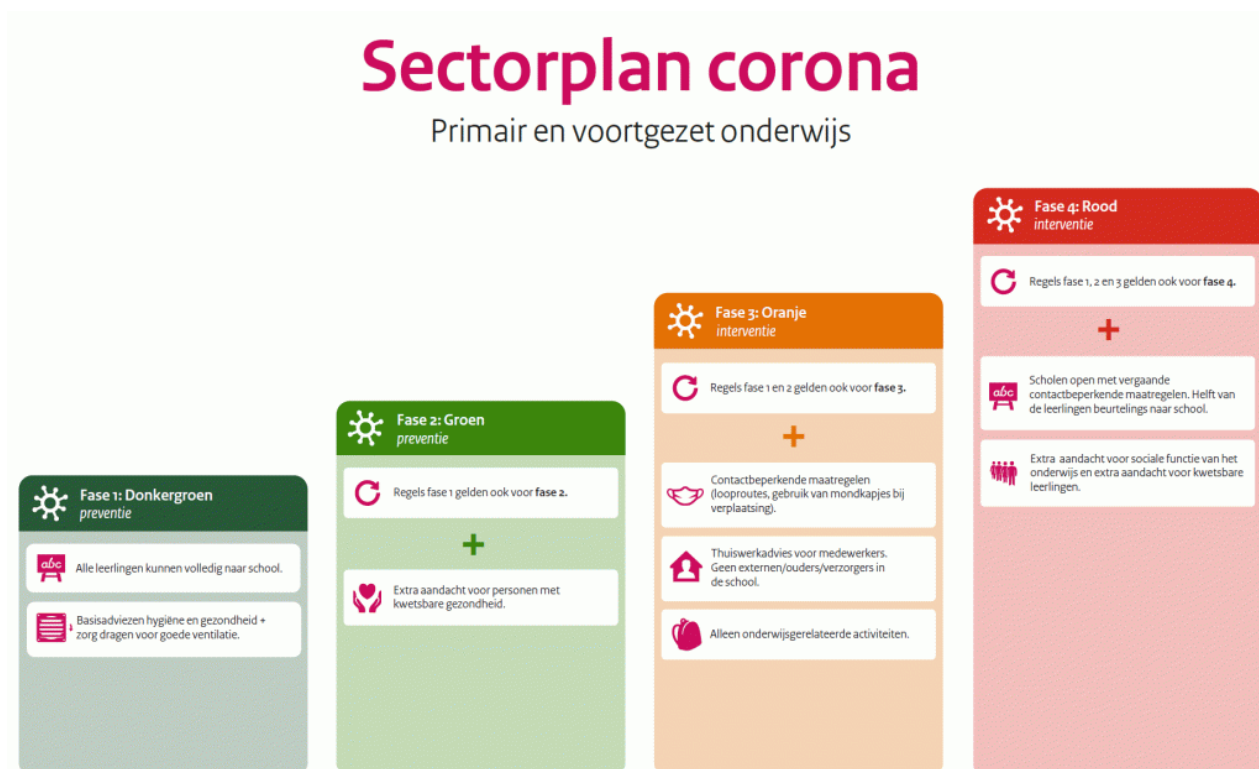 Sectorplan corona
Primair en voortgezet onderwijs
Fase 1: Donkergroen
preventie
abc
Alle leerlingen kunnen volledig naar school.
Basisadviezen hygiëne en gezondheid +
zorg dragen voor goede ventilatie.
Fase 2: Groen
preventie
Regels fase 1 gelden ook voor fase 2.
+
Extra aandacht voor personen met
kwetsbare gezondheid.
Fase 3: Oranje
interventie
Regels fase 1 en 2 gelden ook voor fase 3.
+
Contactbeperkende maatregelen
(looproutes, gebruik van mondkapjes bij
verplaatsing).
Thuiswerkadvies voor medewerkers.
Geen externen/ouders/verzorgers in
de school.
Alleen onderwijsgerelateerde activiteiten.
Fase 4: Rood
interventie
Regels fase 1, 2 en 3 gelden ook voor fase 4.
+
abc
Scholen open met vergaande
contactbeperkende maatregelen. Helft van
de leerlingen beurtelings naar school.
Extra aandacht voor sociale functie van het
onderwijs en extra aandacht voor kwetsbare
leerlingen.